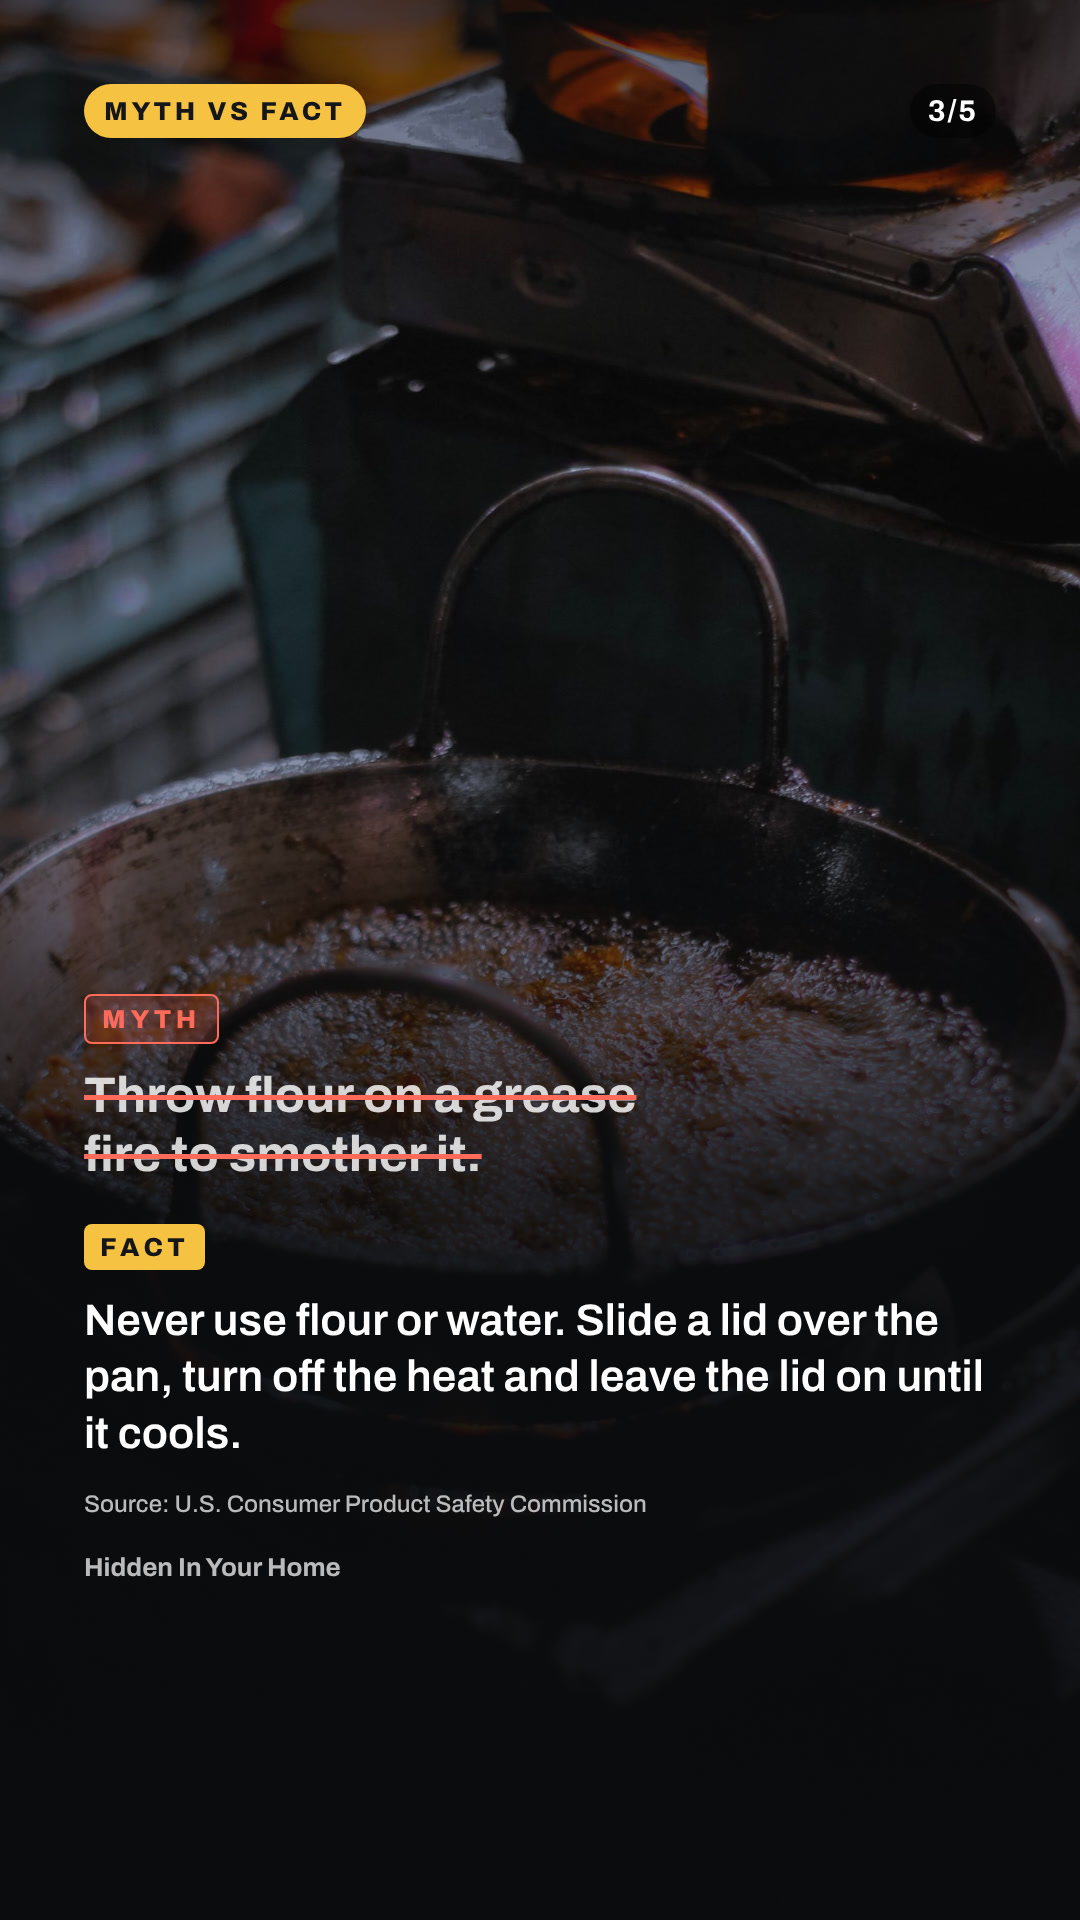 MYTH VS FACT
3/5
MYTH
Throw flour on a grease
fire to smother it.
FACT
Never use flour or water. Slide a lid over the
pan, turn off the heat and leave the lid on until
it cools.
Source: U.S. Consumer Product Safety Commission
Hidden In Your Home